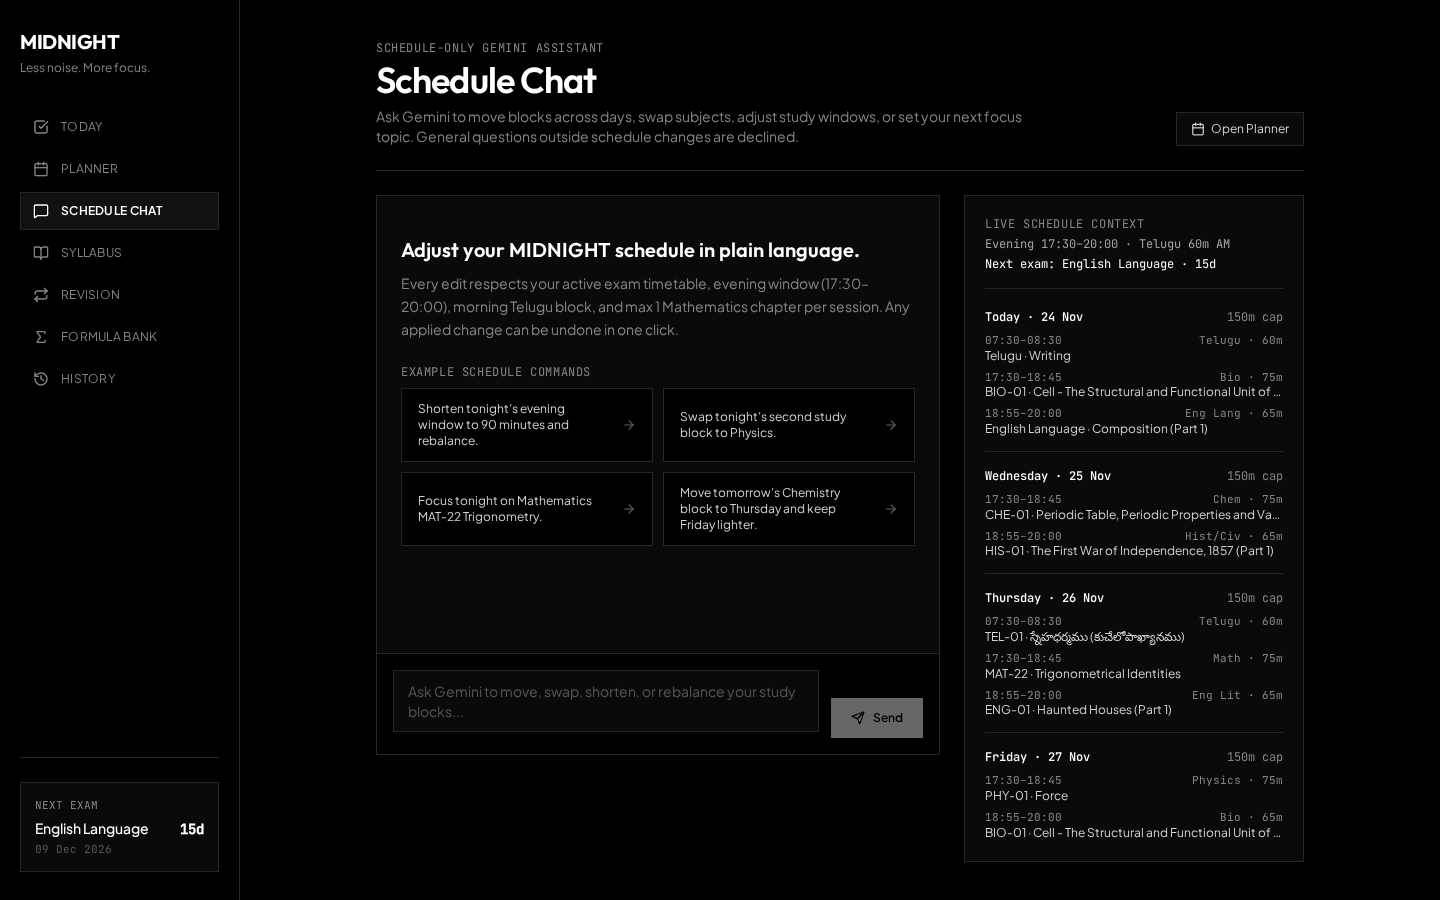 MIDNIGHT
Less noise. More focus.
TODAY
PLANNER
SCHEDULE CHAT
SYLLABUS
REVISION
FORMULA BANK
HISTORY
NEXT EXAM
English Language 15d
09 Dec 2026
SCHEDULE-ONLY GEMINI ASSISTANT
Schedule Chat
Ask Gemini to move blocks across days, swap subjects, adjust study windows, or set your next focus
topic. General questions outside schedule changes are declined.
Open Planner
Adjust your MIDNIGHT schedule in plain language.
Every edit respects your active exam timetable, evening window (17:30–
20:00), morning Telugu block, and max 1 Mathematics chapter per session. Any
applied change can be undone in one click.
EXAMPLE SCHEDULE COMMANDS
Shorten tonight's evening
window to 90 minutes and
rebalance.
Swap tonight's second study
block to Physics.
Focus tonight on Mathematics
MAT-22 Trigonometry.
Move tomorrow's Chemistry
block to Thursday and keep
Friday lighter.
Ask Gemini to move, swap, shorten, or rebalance your study
blocks...
Send
LIVE SCHEDULE CONTEXT
Evening 17:30–20:00 · Telugu 60m AM
Next exam: English Language · 15d
Today · 24 Nov 150m cap
07:30–08:30 Telugu · 60m
Telugu · Writing
17:30–18:45 Bio · 75m
BIO-01 · Cell - The Structural and Functional Unit of ...
18:55–20:00 Eng Lang · 65m
English Language · Composition (Part 1)
Wednesday · 25 Nov 150m cap
17:30–18:45 Chem · 75m
CHE-01 · Periodic Table, Periodic Properties and Va...
18:55–20:00 Hist/Civ · 65m
HIS-01 · The First War of Independence, 1857 (Part 1)
Thursday · 26 Nov 150m cap
07:30–08:30 Telugu · 60m
TEL-01 · స్నేహధర్మము (కుచేలోపాఖ్యానము)
17:30–18:45 Math · 75m
MAT-22 · Trigonometrical Identities
18:55–20:00 Eng Lit · 65m
ENG-01 · Haunted Houses (Part 1)
Friday · 27 Nov 150m cap
17:30–18:45 Physics · 75m
PHY-01 · Force
18:55–20:00 Bio · 65m
BIO-01 · Cell - The Structural and Functional Unit of ...